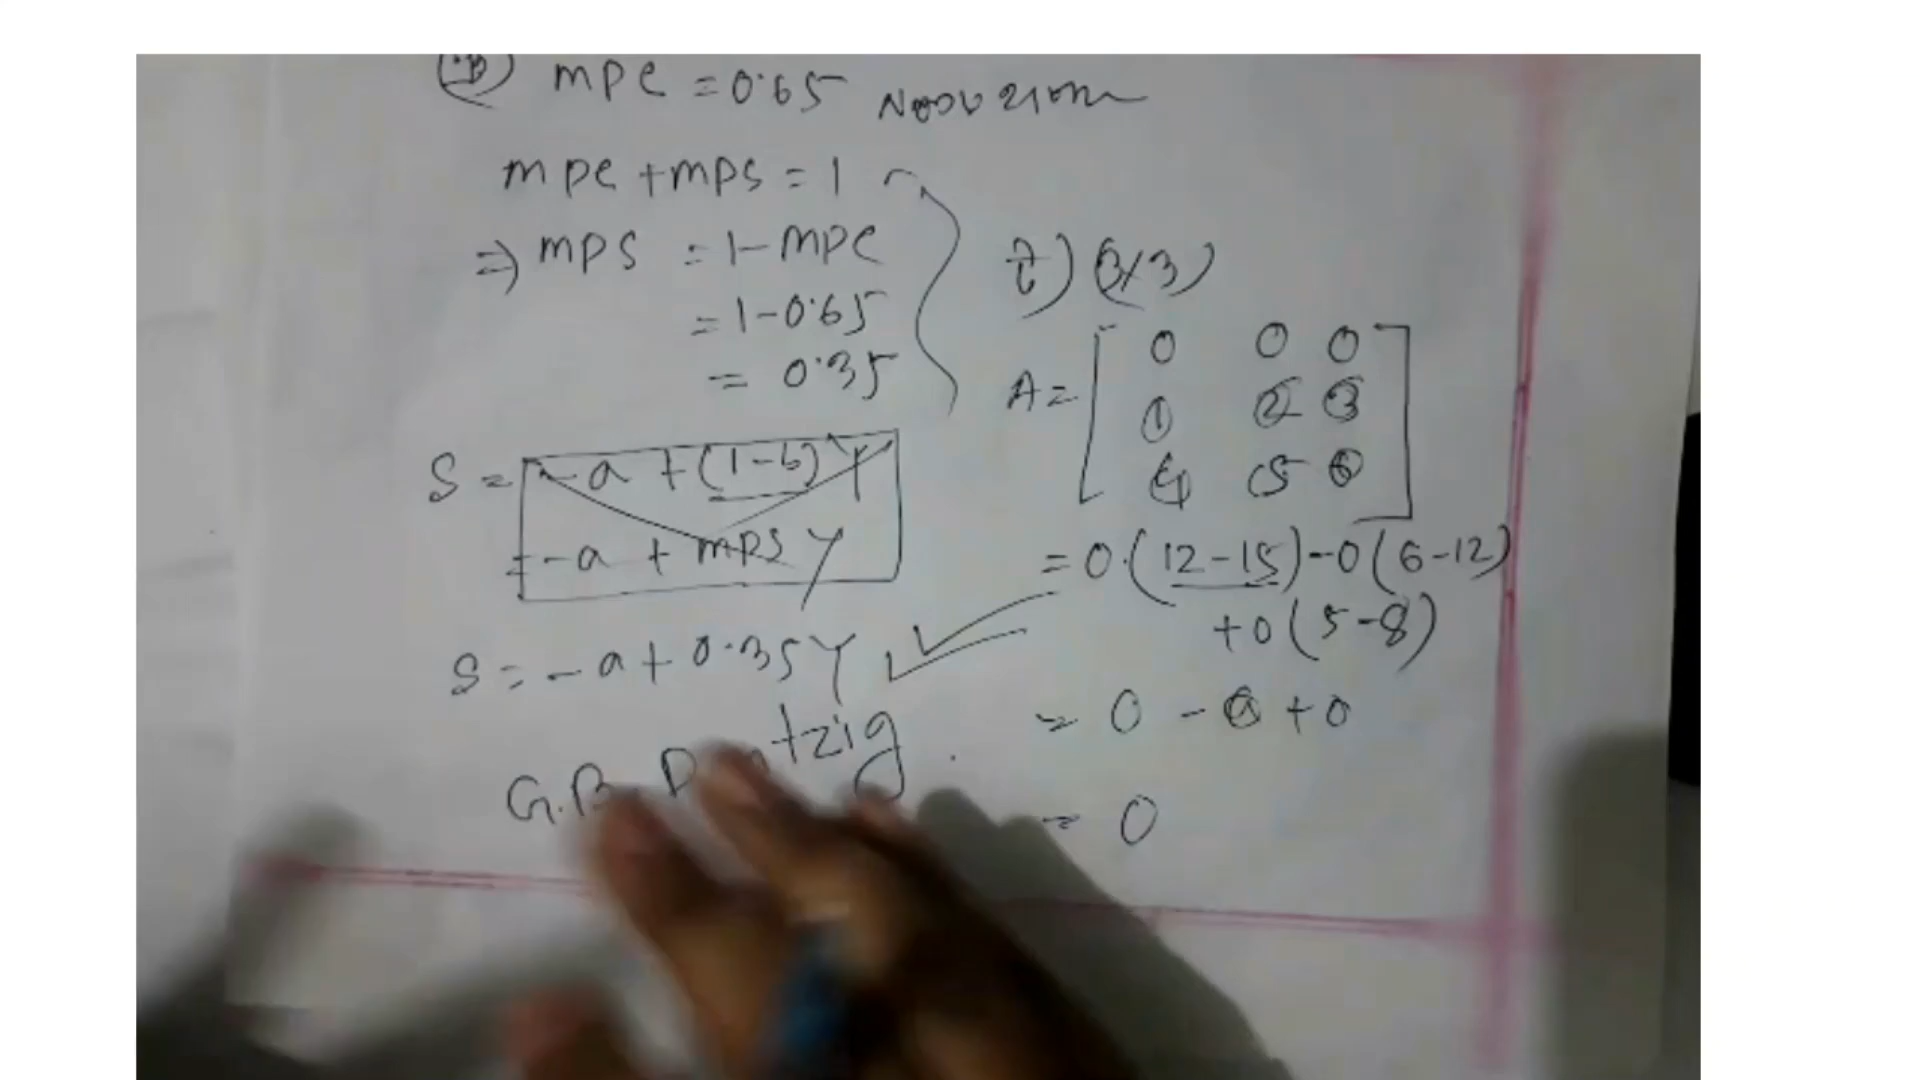 mpc = 0.65
mpc + mps = 1
⇒ mps = 1 - mpc
= 1 - 0.65
= 0.35
S = -a + (1-b) Y
= -a + mps Y
S = -a + 0.35Y
G.B.
(3×3)
A = [ 0 0 0
1 2 3
4 5 6 ]
= 0.(12-15) - 0(6-12)
+ 0(5-8)
= 0 - 0 + 0
= 0